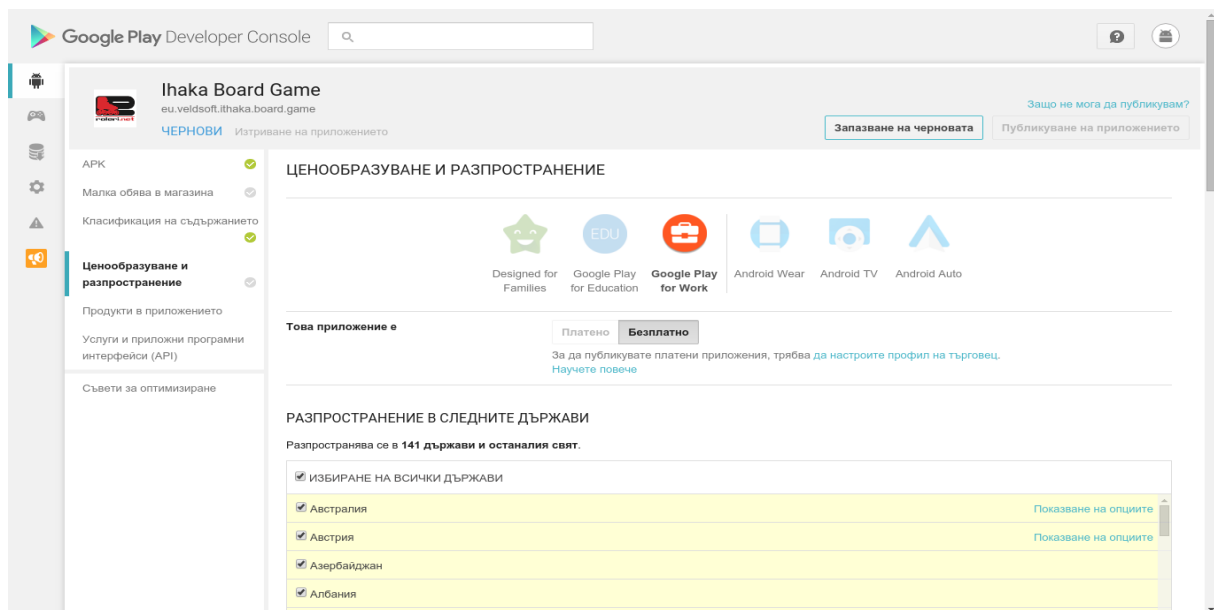 Google Play Developer Console
Ihaka Board Game
eu.veldsoft.ithaka.board.game
ЧЕРНОВИ Изтриване на приложението
Защо не мога да публикувам?
Запазване на черновата
Публикуване на приложението
rolari.net
APK
Малка обява в магазина
Класификация на съдържанието
Ценообразуване и
разпространение
Продукти в приложението
Услуги и приложни програмни
интерфейси (API)
Съвети за оптимизиране
ЦЕНООБРАЗУВАНЕ И РАЗПРОСТРАНЕНИЕ
EDU
Designed for
Families
Google Play
for Education
Google Play
for Work
Android Wear
Android TV
Android Auto
Това приложение е
Платено Безплатно
За да публикувате платени приложения, трябва да настроите профил на търговец.
Научете повече
РАЗПРОСТРАНЕНИЕ В СЛЕДНИТЕ ДЪРЖАВИ
Разпространява се в 141 държави и останалия свят.
ИЗБИРАНЕ НА ВСИЧКИ ДЪРЖАВИ
Австралия Показване на опциите
Австрия Показване на опциите
Азербайджан
Албания